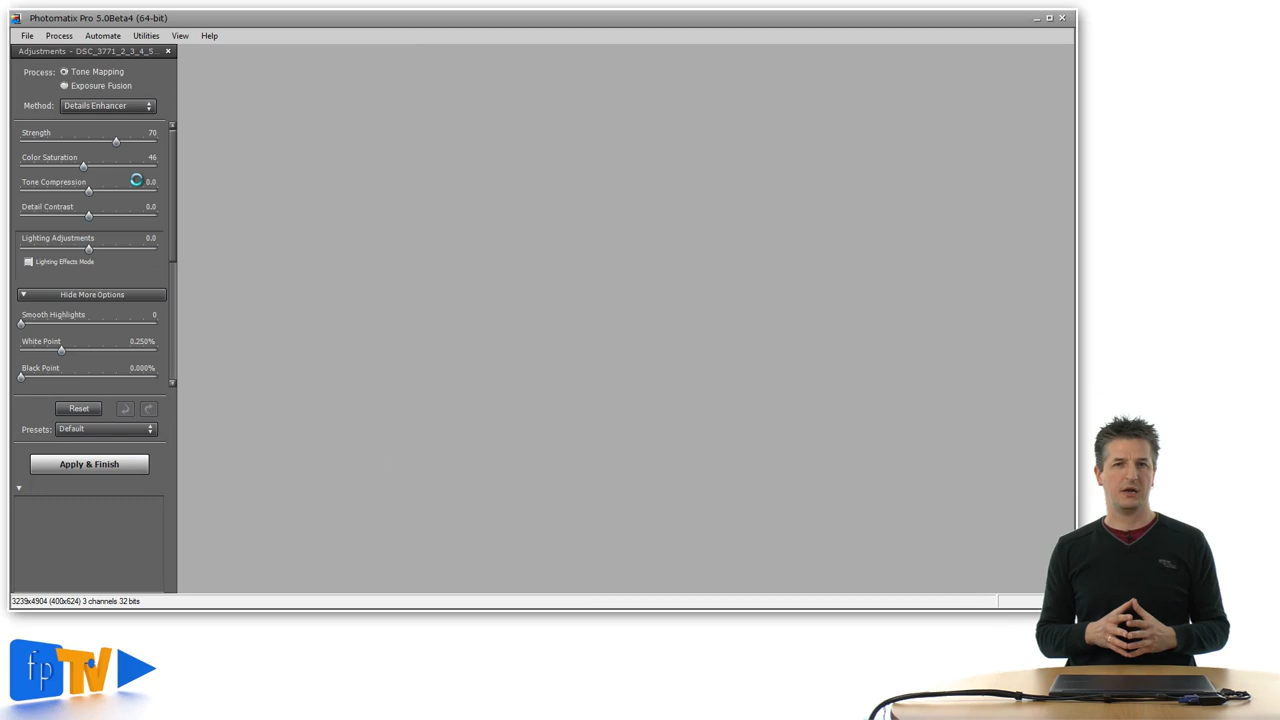 Photomatix Pro 5.0Beta4 (64-bit)
File Process Automate Utilities View Help
Adjustments - DSC_3771_2_3_4_5...
Process: Tone Mapping
Exposure Fusion
Method: Details Enhancer
Strength 70
Color Saturation 46
Tone Compression 0.0
Detail Contrast 0.0
Lighting Adjustments 0.0
Lighting Effects Mode
Hide More Options
Smooth Highlights 0
White Point 0.250%
Black Point 0.000%
Reset
Presets: Default
Apply & Finish
3239x4904 (400x624) 3 channels 32 bits
fpTV